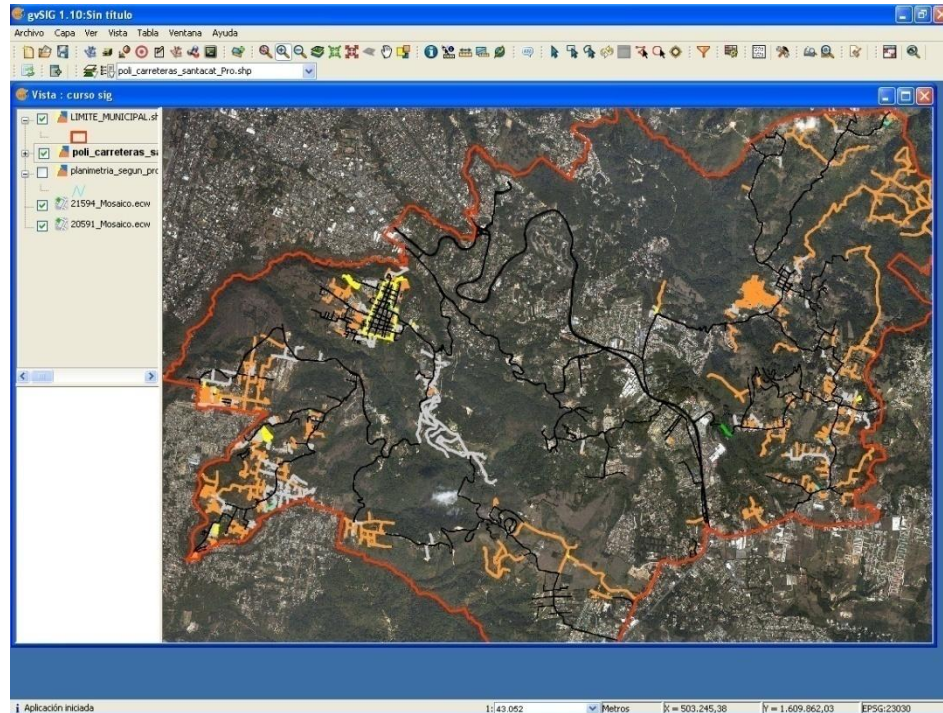 gvSIG 1.10:Sin título
Archivo Capa Ver Vista Tabla Ventana Ayuda
poli_carreteras_santacat_Pro.shp
Vista : curso sig
LIMITE_MUNICIPAL.sh
poli_carreteras_sa
planimetria_segun_pro
21594_Mosaico.ecw
20591_Mosaico.ecw
Aplicación iniciada 1: 43.052 Metros X = 503.245,38 Y = 1.609.862,03 EPSG:23030